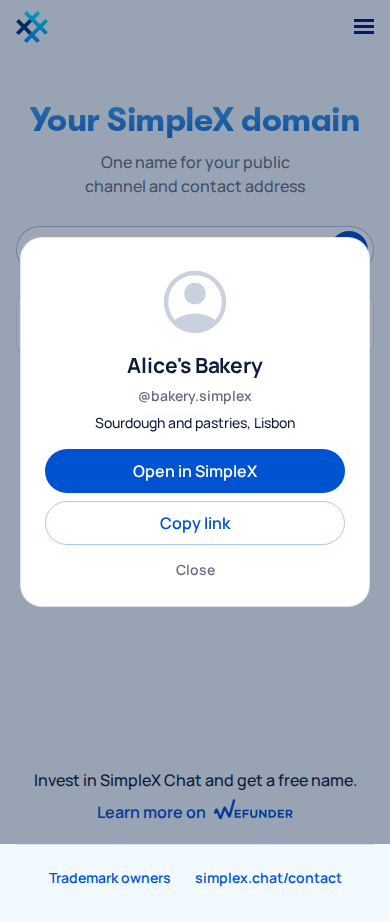 Your SimpleX domain
One name for your public
channel and contact address
Alice's Bakery
@bakery.simplex
Sourdough and pastries, Lisbon
Open in SimpleX
Copy link
Close
Invest in SimpleX Chat and get a free name.
Learn more on WEFUNDER
Trademark owners simplex.chat/contact